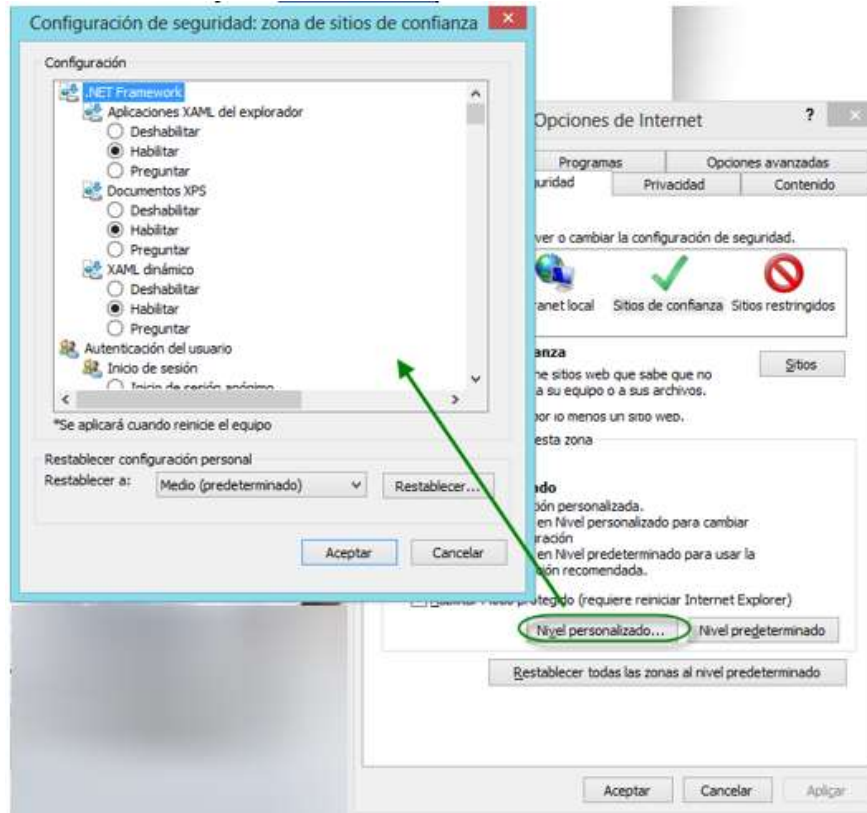 Configuración de seguridad: zona de sitios de confianza
Configuración
.NET Framework
Aplicaciones XAML del explorador
Deshabilitar
Habilitar
Preguntar
Documentos XPS
Deshabilitar
Habilitar
Preguntar
XAML dinámico
Deshabilitar
Habilitar
Preguntar
Autenticación del usuario
Inicio de sesión
Inicio de sesión anónimo
*Se aplicará cuando reinicie el equipo
Restablecer configuración personal
Restablecer a: Medio (predeterminado) Restablecer...
Aceptar Cancelar
Opciones de Internet ?
Programas Opciones avanzadas
uridad Privacidad Contenido
ver o cambiar la configuración de seguridad.
ranet local Sitios de confianza Sitios restringidos
anza
ne sitios web que sabe que no
a su equipo o a sus archivos.
Sitios
por lo menos un sitio web.
esta zona
ado
ón personalizada.
en Nivel personalizado para cambiar
ración
en Nivel predeterminado para usar la
ión recomendada.
protegido (requiere reiniciar Internet Explorer)
Nivel personalizado... Nivel predeterminado
Restablecer todas las zonas al nivel predeterminado
Aceptar Cancelar Aplicar